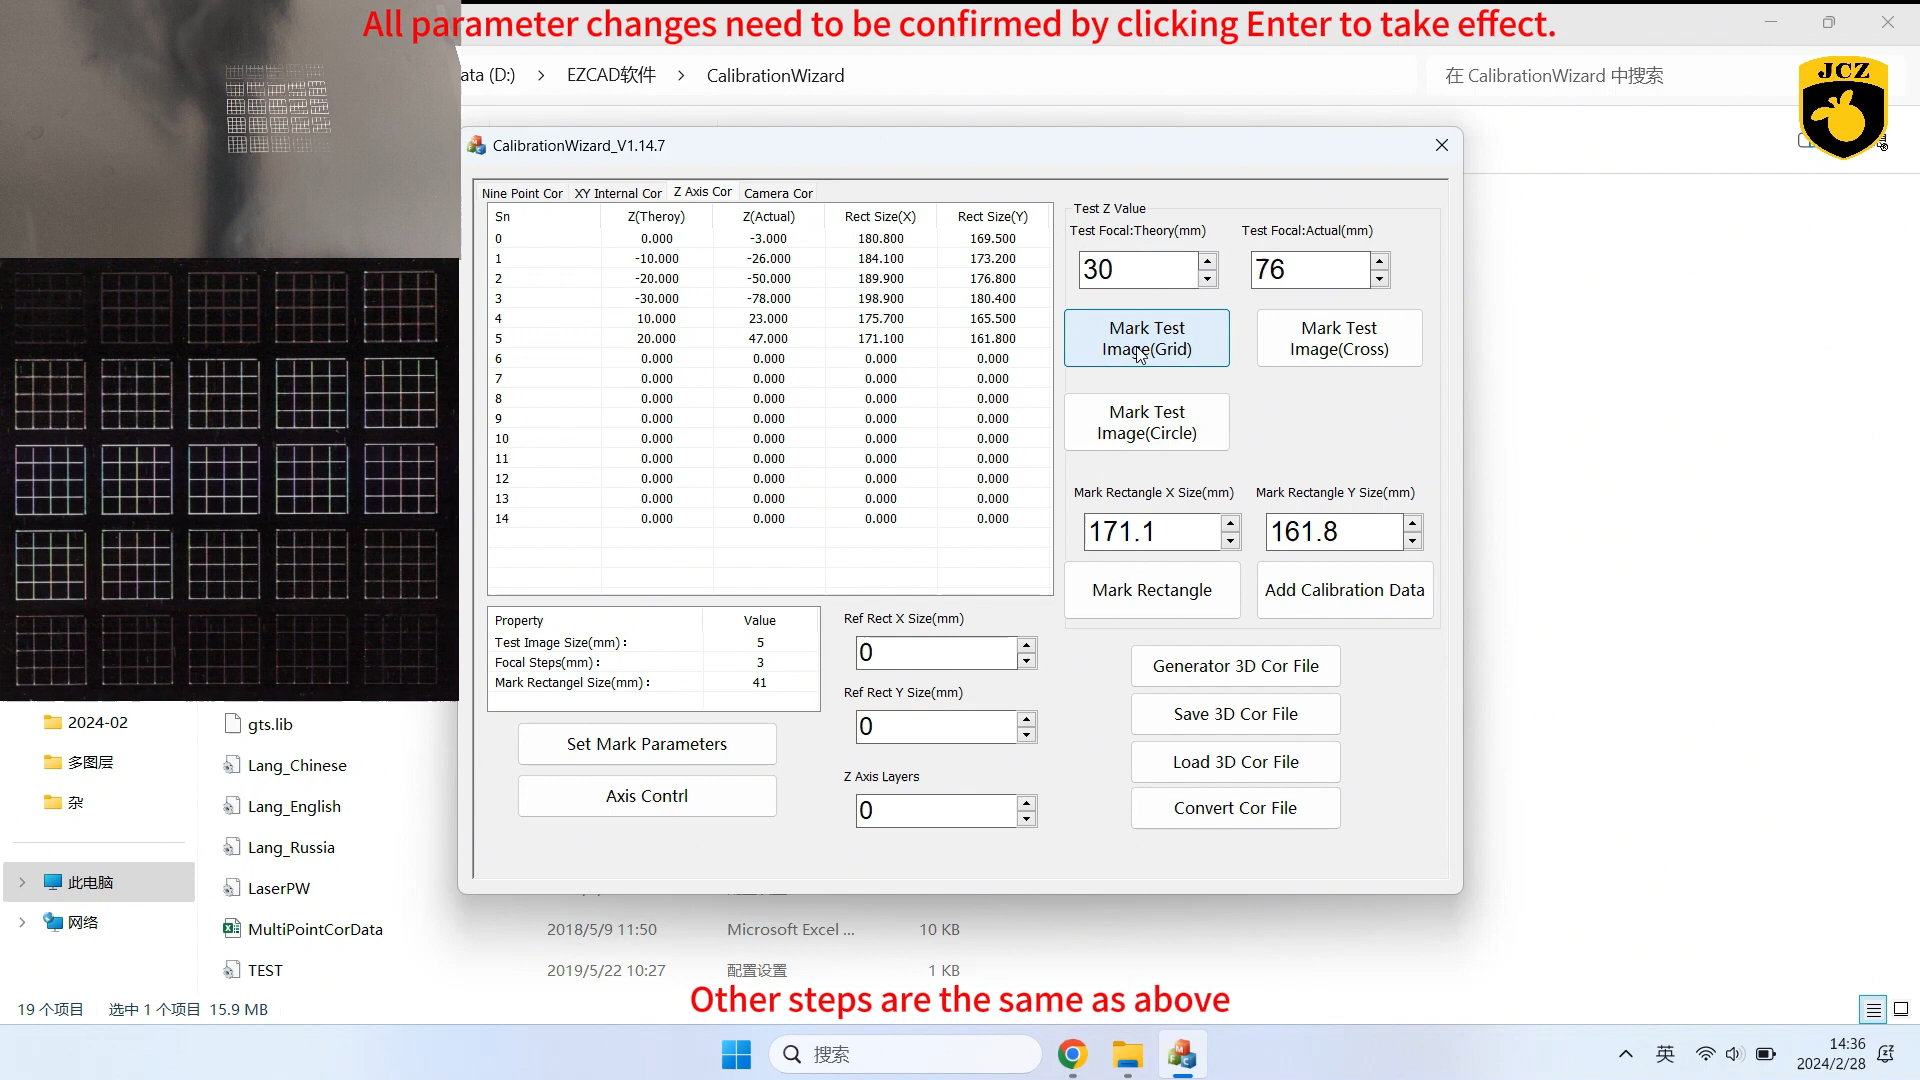 All parameter changes need to be confirmed by clicking Enter to take effect.
ata (D:) > EZCAD软件 > CalibrationWizard
在 CalibrationWizard 中搜索
JCZ
CalibrationWizard_V1.14.7
Nine Point Cor XY Internal Cor Z Axis Cor Camera Cor
Sn Z(Theroy) Z(Actual) Rect Size(X) Rect Size(Y)
0 0.000 -3.000 180.800 169.500
1 -10.000 -26.000 184.100 173.200
2 -20.000 -50.000 189.900 176.800
3 -30.000 -78.000 198.900 180.400
4 10.000 23.000 175.700 165.500
5 20.000 47.000 171.100 161.800
6 0.000 0.000 0.000 0.000
7 0.000 0.000 0.000 0.000
8 0.000 0.000 0.000 0.000
9 0.000 0.000 0.000 0.000
10 0.000 0.000 0.000 0.000
11 0.000 0.000 0.000 0.000
12 0.000 0.000 0.000 0.000
13 0.000 0.000 0.000 0.000
14 0.000 0.000 0.000 0.000
Test Z Value
Test Focal:Theory(mm) Test Focal:Actual(mm)
30 76
Mark Test
Image(Grid)
Mark Test
Image(Cross)
Mark Test
Image(Circle)
Mark Rectangle X Size(mm) Mark Rectangle Y Size(mm)
171.1 161.8
Mark Rectangle Add Calibration Data
Property Value
Test Image Size(mm): 5
Focal Steps(mm): 3
Mark Rectangel Size(mm): 41
Set Mark Parameters
Axis Contrl
Ref Rect X Size(mm)
0
Ref Rect Y Size(mm)
0
Z Axis Layers
0
Generator 3D Cor File
Save 3D Cor File
Load 3D Cor File
Convert Cor File
2024-02
多图层
杂
此电脑
网络
gts.lib
Lang_Chinese
Lang_English
Lang_Russia
LaserPW
MultiPointCorData 2018/5/9 11:50 Microsoft Excel ... 10 KB
TEST 2019/5/22 10:27 配置设置 1 KB
Other steps are the same as above
19 个项目 选中 1 个项目 15.9 MB
搜索
英
14:36
2024/2/28